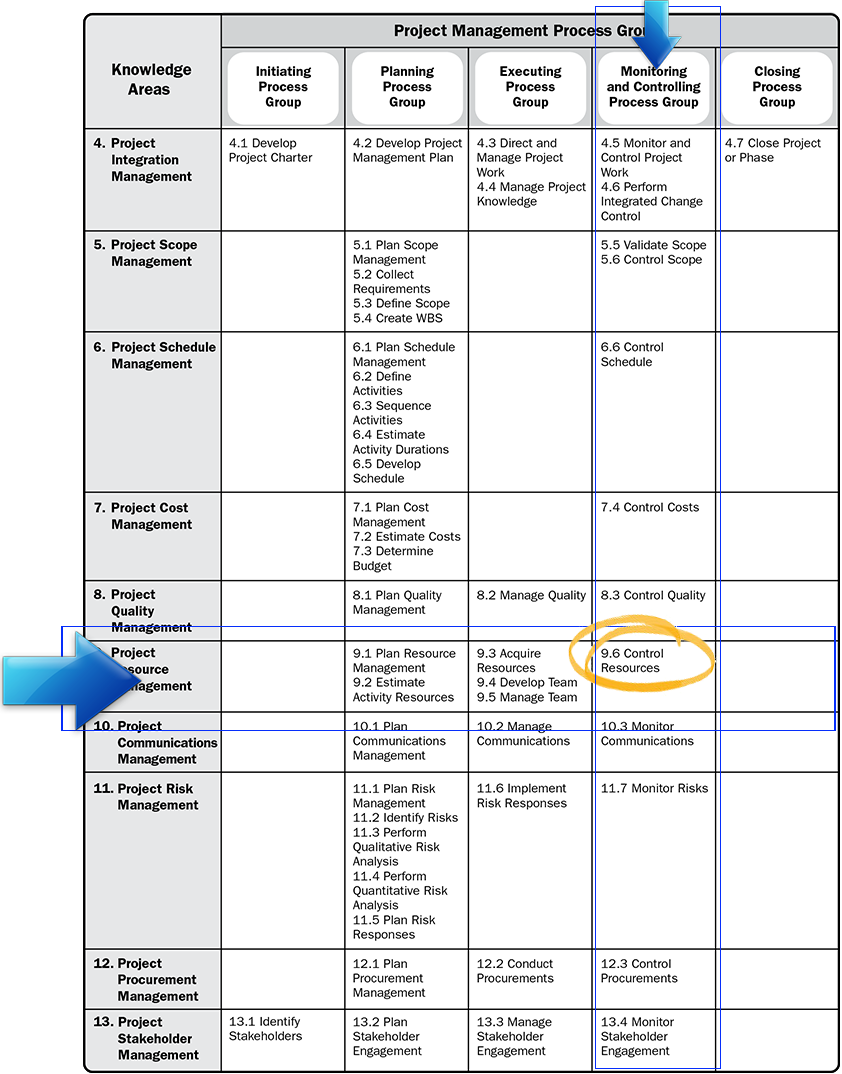 Project Management Process
Knowledge
Areas
Initiating
Process
Group
Planning
Process
Group
Executing
Process
Group
Monitoring
and Controlling
Process Group
Closing
Process
Group
4. Project
Integration
Management
4.1 Develop
Project Charter
4.2 Develop Project
Management Plan
4.3 Direct and
Manage Project
Work
4.4 Manage Project
Knowledge
4.5 Monitor and
Control Project
Work
4.6 Perform
Integrated Change
Control
4.7 Close Project
or Phase
5. Project Scope
Management
5.1 Plan Scope
Management
5.2 Collect
Requirements
5.3 Define Scope
5.4 Create WBS
5.5 Validate Scope
5.6 Control Scope
6. Project Schedule
Management
6.1 Plan Schedule
Management
6.2 Define
Activities
6.3 Sequence
Activities
6.4 Estimate
Activity Durations
6.5 Develop
Schedule
6.6 Control
Schedule
7. Project Cost
Management
7.1 Plan Cost
Management
7.2 Estimate Costs
7.3 Determine
Budget
7.4 Control Costs
8. Project
Quality
Management
8.1 Plan Quality
Management
8.2 Manage Quality
8.3 Control Quality
Project
9.1 Plan Resource
Management
9.2 Estimate
Activity Resources
9.3 Acquire
Resources
9.4 Develop Team
9.5 Manage Team
9.6 Control
Resources
10. Project
Communications
Management
10.1 Plan
Communications
Management
10.2 Manage
Communications
10.3 Monitor
Communications
11. Project Risk
Management
11.1 Plan Risk
Management
11.2 Identify Risks
11.3 Perform
Qualitative Risk
Analysis
11.4 Perform
Quantitative Risk
Analysis
11.5 Plan Risk
Responses
11.6 Implement
Risk Responses
11.7 Monitor Risks
12. Project
Procurement
Management
12.1 Plan
Procurement
Management
12.2 Conduct
Procurements
12.3 Control
Procurements
13. Project
Stakeholder
Management
13.1 Identify
Stakeholders
13.2 Plan
Stakeholder
Engagement
13.3 Manage
Stakeholder
Engagement
13.4 Monitor
Stakeholder
Engagement